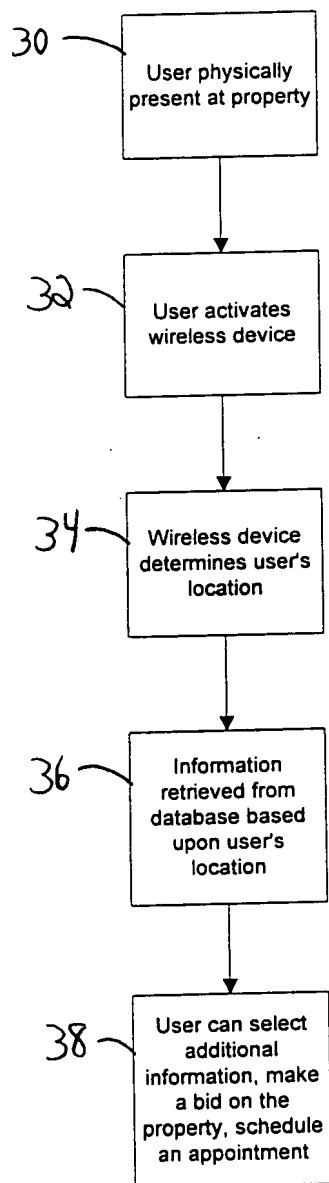 30
User physically
present at property
32
User activates
wireless device
34
Wireless device
determines user's
location
36
Information
retrieved from
database based
upon user's
location
38
User can select
additional
information, make
a bid on the
property, schedule
an appointment